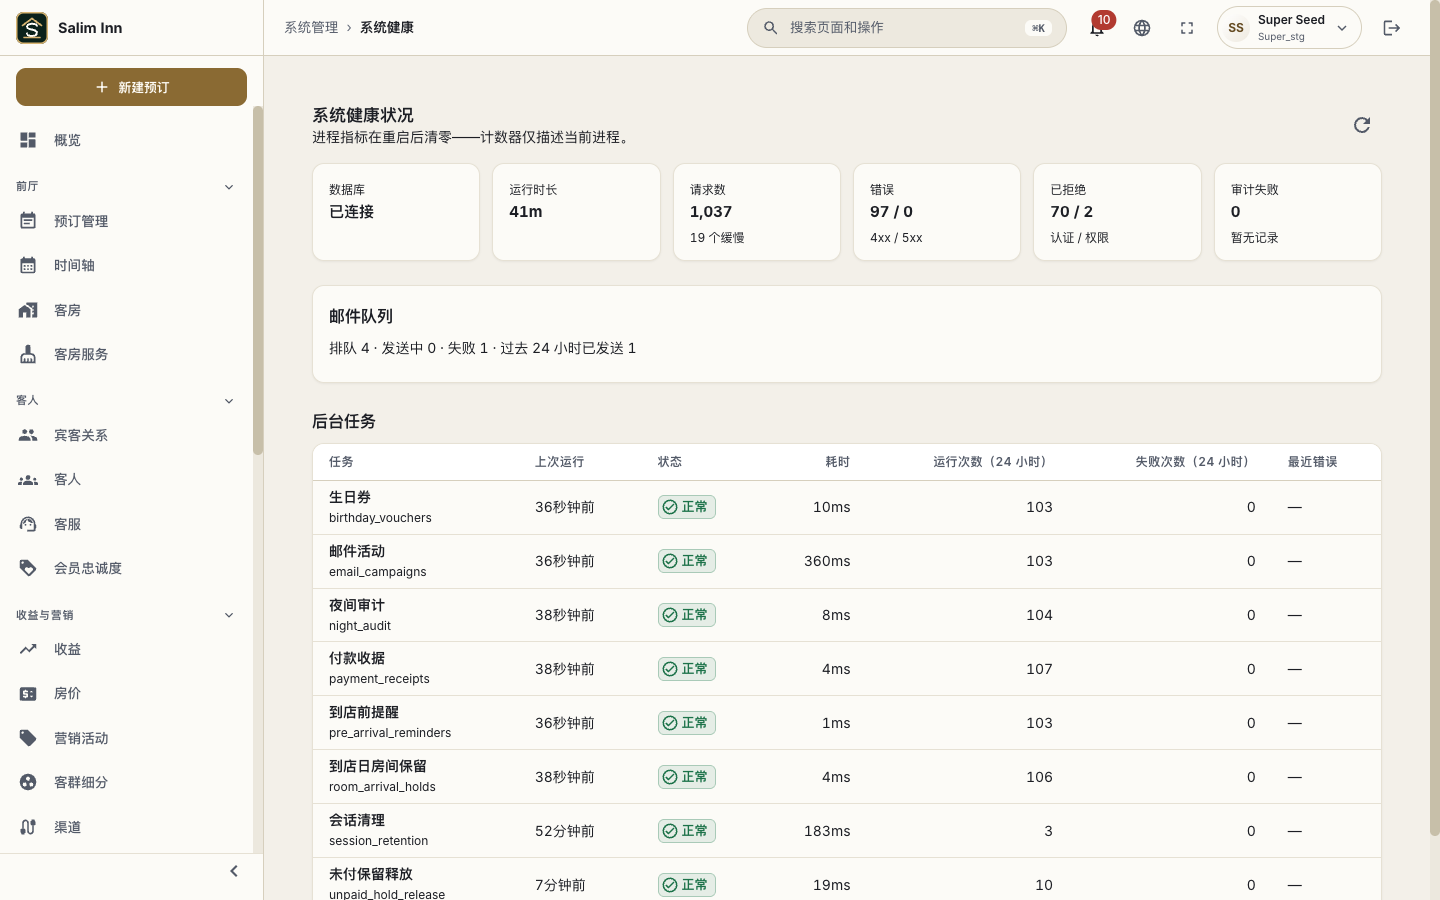 Salim Inn
系统管理 › 系统健康
搜索页面和操作
⌘K
10
SS
Super Seed
Super_stg
新建预订
概览
前厅
预订管理
时间轴
客房
客房服务
客人
宾客关系
客人
客服
会员忠诚度
收益与营销
收益
房价
营销活动
客群细分
渠道
系统健康状况
进程指标在重启后清零——计数器仅描述当前进程。
数据库
已连接
运行时长
41m
请求数
1,037
19 个缓慢
错误
97 / 0
4xx / 5xx
已拒绝
70 / 2
认证 / 权限
审计失败
0
暂无记录
邮件队列
排队 4 · 发送中 0 · 失败 1 · 过去 24 小时已发送 1
后台任务
任务 上次运行 状态 耗时 运行次数（24 小时） 失败次数（24 小时） 最近错误
生日券
birthday_vouchers
36秒钟前 正常 10ms 103 0 —
邮件活动
email_campaigns
36秒钟前 正常 360ms 103 0 —
夜间审计
night_audit
38秒钟前 正常 8ms 104 0 —
付款收据
payment_receipts
38秒钟前 正常 4ms 107 0 —
到店前提醒
pre_arrival_reminders
36秒钟前 正常 1ms 103 0 —
到店日房间保留
room_arrival_holds
38秒钟前 正常 4ms 106 0 —
会话清理
session_retention
52分钟前 正常 183ms 3 0 —
未付保留释放
unpaid_hold_release
7分钟前 正常 19ms 10 0 —